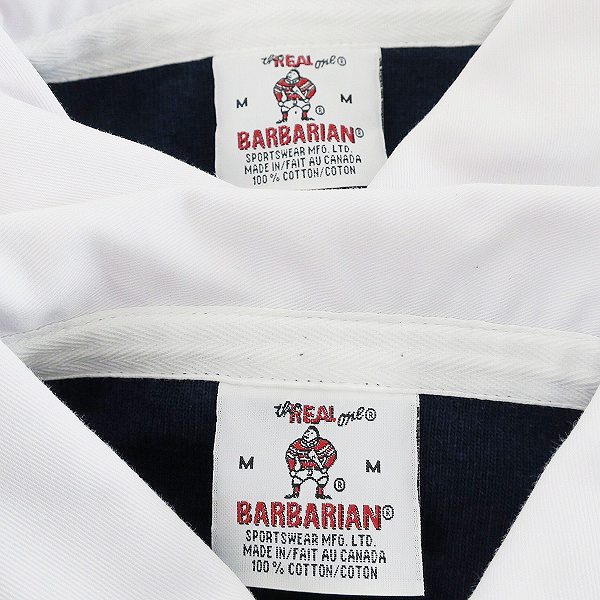 the REAL one®
M M
®
BARBARIAN®
SPORTSWEAR MFG. LTD.
MADE IN/FAIT AU CANADA
100% COTTON/COTON
the REAL one®
M M
®
BARBARIAN®
SPORTSWEAR MFG. LTD.
MADE IN/FAIT AU CANADA
100% COTTON/COTON